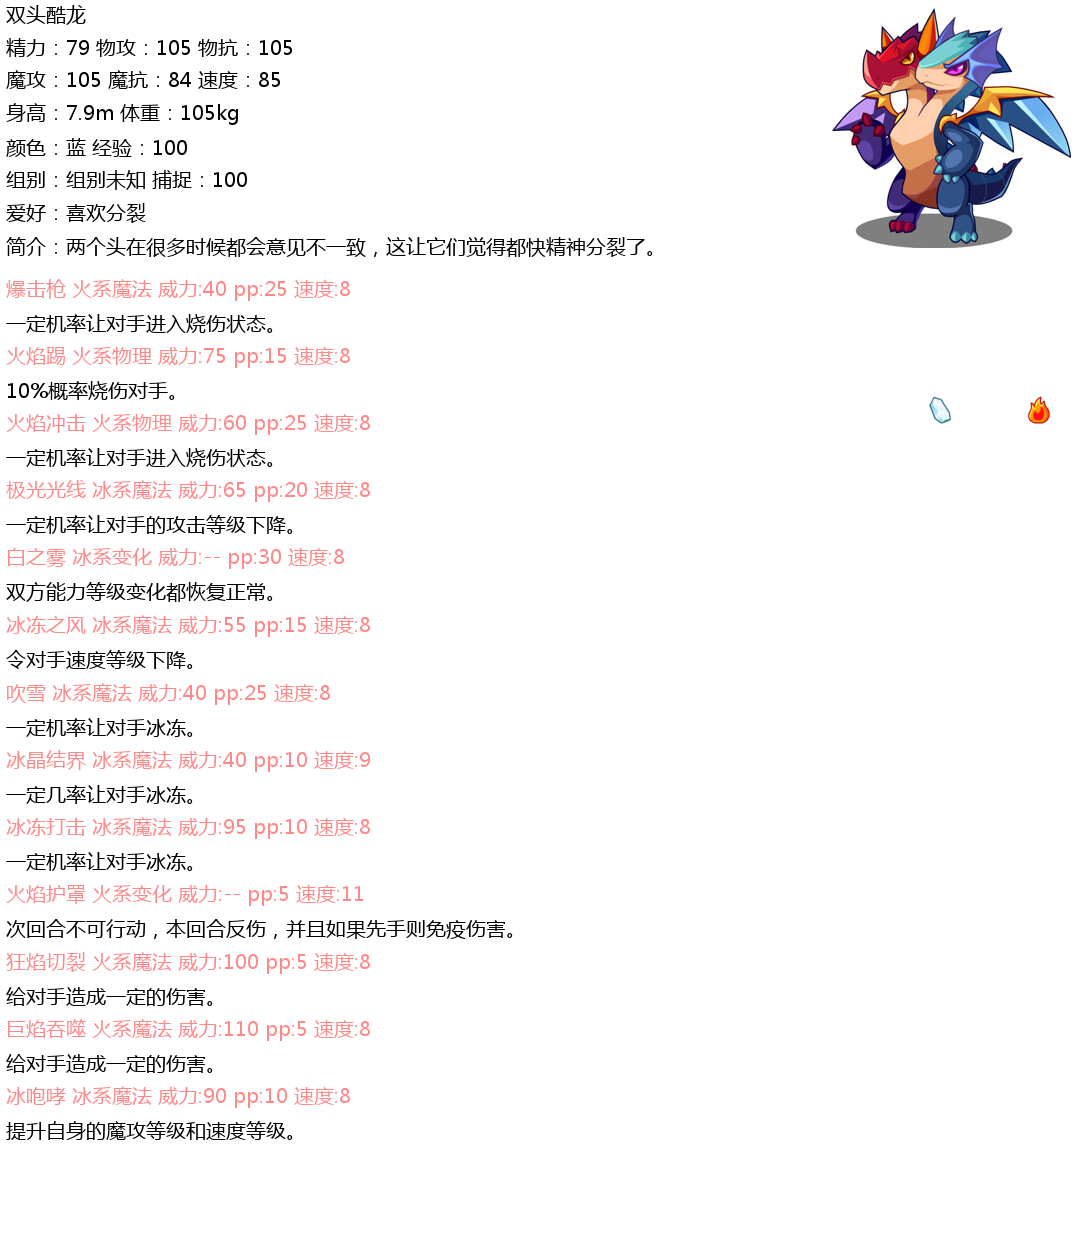 双头酷龙
精力：79 物攻：105 物抗：105
魔攻：105 魔抗：84 速度：85
身高：7.9m 体重：105kg
颜色：蓝 经验：100
组别：组别未知 捕捉：100
爱好：喜欢分裂
简介：两个头在很多时候都会意见不一致，这让它们觉得都快精神分裂了。
爆击枪 火系魔法 威力:40 pp:25 速度:8
一定机率让对手进入烧伤状态。
火焰踢 火系物理 威力:75 pp:15 速度:8
10%概率烧伤对手。
火焰冲击 火系物理 威力:60 pp:25 速度:8
一定机率让对手进入烧伤状态。
极光光线 冰系魔法 威力:65 pp:20 速度:8
一定机率让对手的攻击等级下降。
白之雾 冰系变化 威力:-- pp:30 速度:8
双方能力等级变化都恢复正常。
冰冻之风 冰系魔法 威力:55 pp:15 速度:8
令对手速度等级下降。
吹雪 冰系魔法 威力:40 pp:25 速度:8
一定机率让对手冰冻。
冰晶结界 冰系魔法 威力:40 pp:10 速度:9
一定几率让对手冰冻。
冰冻打击 冰系魔法 威力:95 pp:10 速度:8
一定机率让对手冰冻。
火焰护罩 火系变化 威力:-- pp:5 速度:11
次回合不可行动，本回合反伤，并且如果先手则免疫伤害。
狂焰切裂 火系魔法 威力:100 pp:5 速度:8
给对手造成一定的伤害。
巨焰吞噬 火系魔法 威力:110 pp:5 速度:8
给对手造成一定的伤害。
冰咆哮 冰系魔法 威力:90 pp:10 速度:8
提升自身的魔攻等级和速度等级。